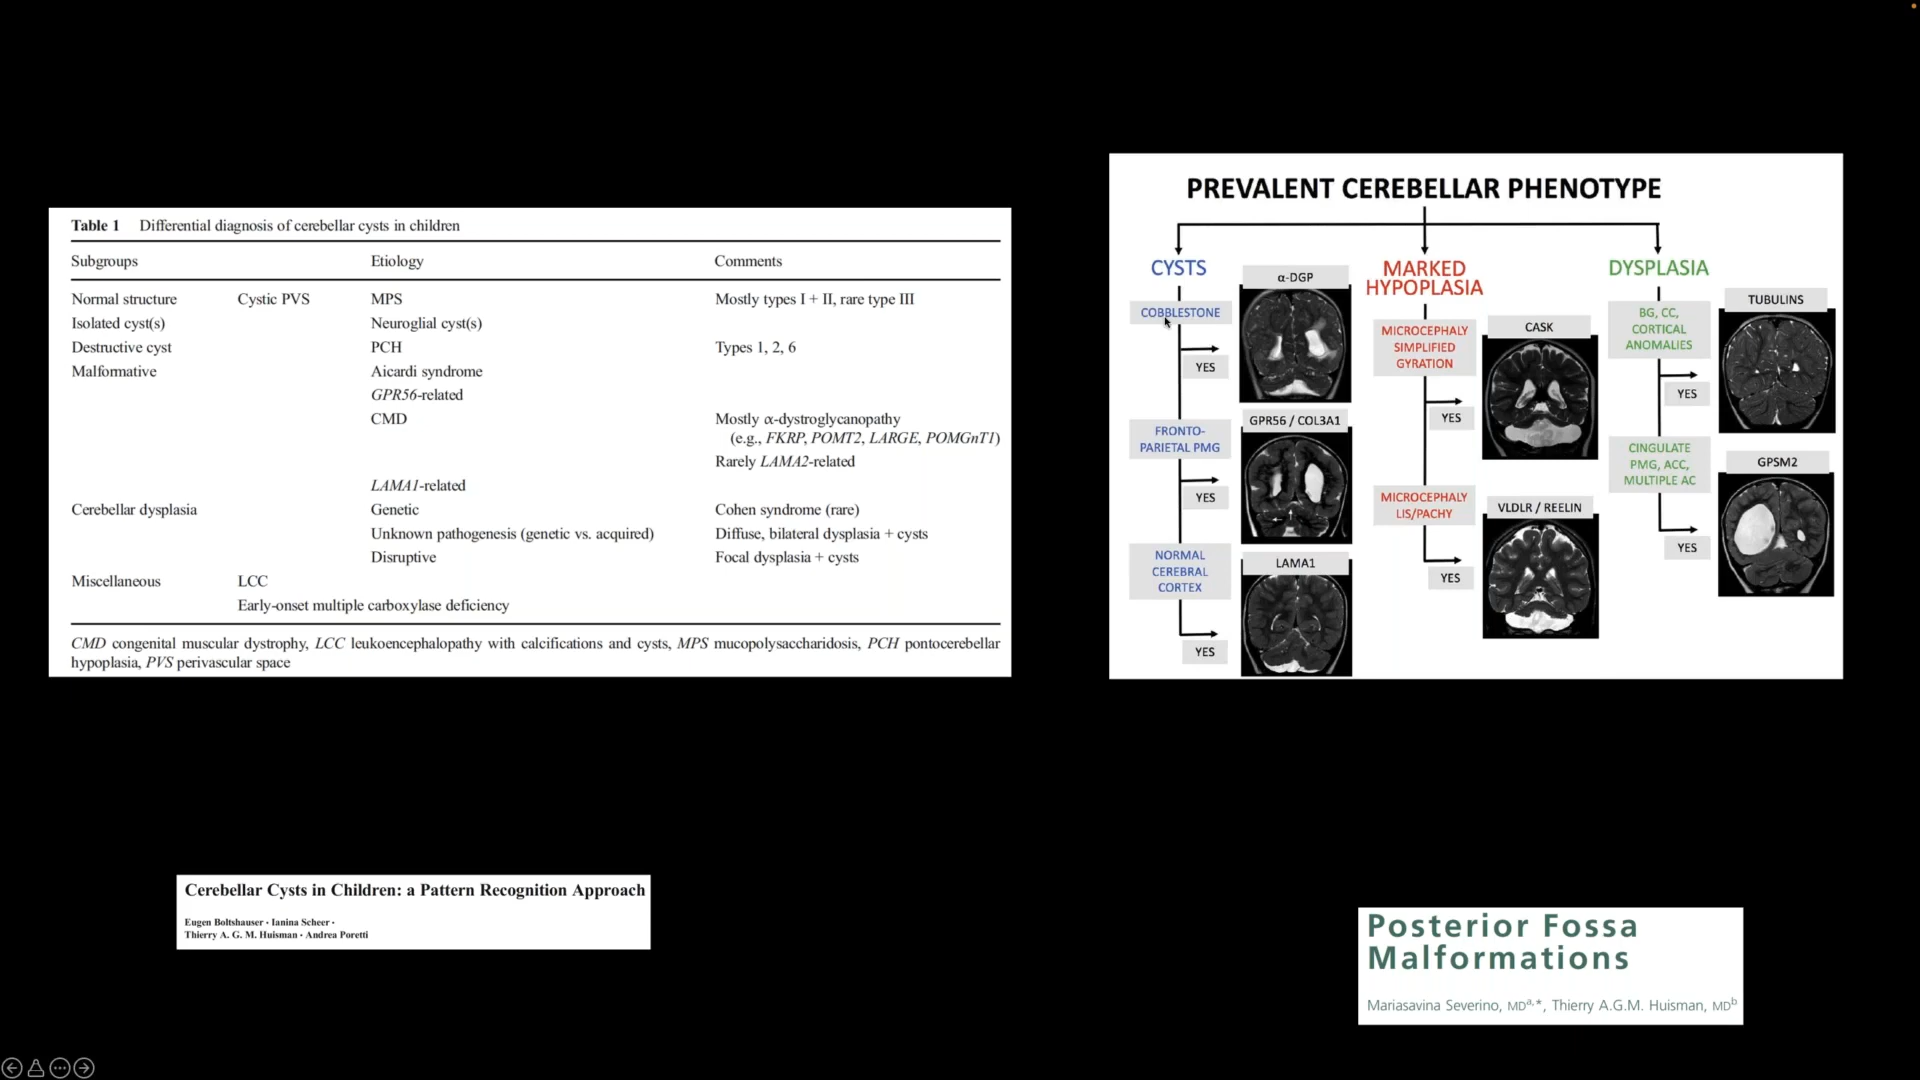 Table 1 Differential diagnosis of cerebellar cysts in children
Subgroups Etiology Comments
Normal structure Cystic PVS MPS Mostly types I + II, rare type III
Isolated cyst(s) Neuroglial cyst(s)
Destructive cyst PCH Types 1, 2, 6
Malformative Aicardi syndrome
GPR56-related
CMD Mostly α-dystroglycanopathy
(e.g., FKRP, POMT2, LARGE, POMGnT1)
Rarely LAMA2-related
LAMA1-related
Cerebellar dysplasia Genetic Cohen syndrome (rare)
Unknown pathogenesis (genetic vs. acquired) Diffuse, bilateral dysplasia + cysts
Disruptive Focal dysplasia + cysts
Miscellaneous LCC
Early-onset multiple carboxylase deficiency
CMD congenital muscular dystrophy, LCC leukoencephalopathy with calcifications and cysts, MPS mucopolysaccharidosis, PCH pontocerebellar
hypoplasia, PVS perivascular space
PREVALENT CEREBELLAR PHENOTYPE
CYSTS
COBBLESTONE
YES
α-DGP
FRONTO-
PARIETAL PMG
YES
GPR56 / COL3A1
NORMAL
CEREBRAL
CORTEX
YES
LAMA1
MARKED
HYPOPLASIA
MICROCEPHALY
SIMPLIFIED
GYRATION
YES
CASK
MICROCEPHALY
LIS/PACHY
YES
VLDLR / REELIN
DYSPLASIA
BG, CC,
CORTICAL
ANOMALIES
YES
TUBULINS
CINGULATE
PMG, ACC,
MULTIPLE AC
YES
GPSM2
Cerebellar Cysts in Children: a Pattern Recognition Approach
Eugen Boltshauser · Ianina Scheer ·
Thierry A. G. M. Huisman · Andrea Poretti
Posterior Fossa
Malformations
Mariasavina Severino, MDa,*, Thierry A.G.M. Huisman, MDb